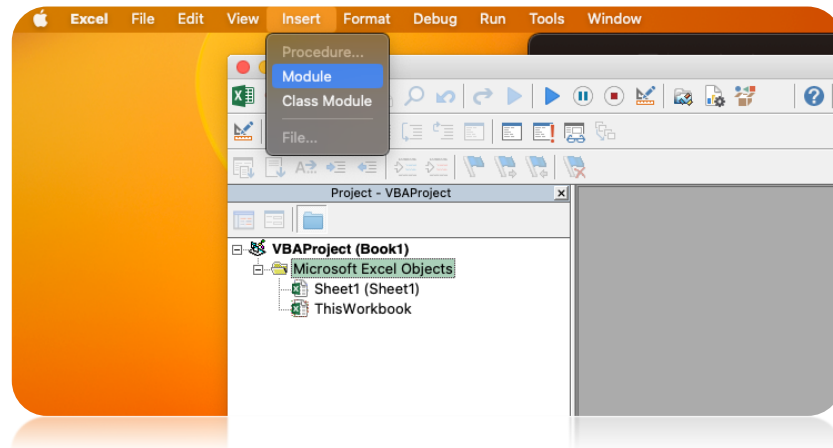 Excel File Edit View Insert Format Debug Run Tools Window
Procedure...
Module
Class Module
File...
Project - VBAProject
VBAProject (Book1)
Microsoft Excel Objects
Sheet1 (Sheet1)
ThisWorkbook